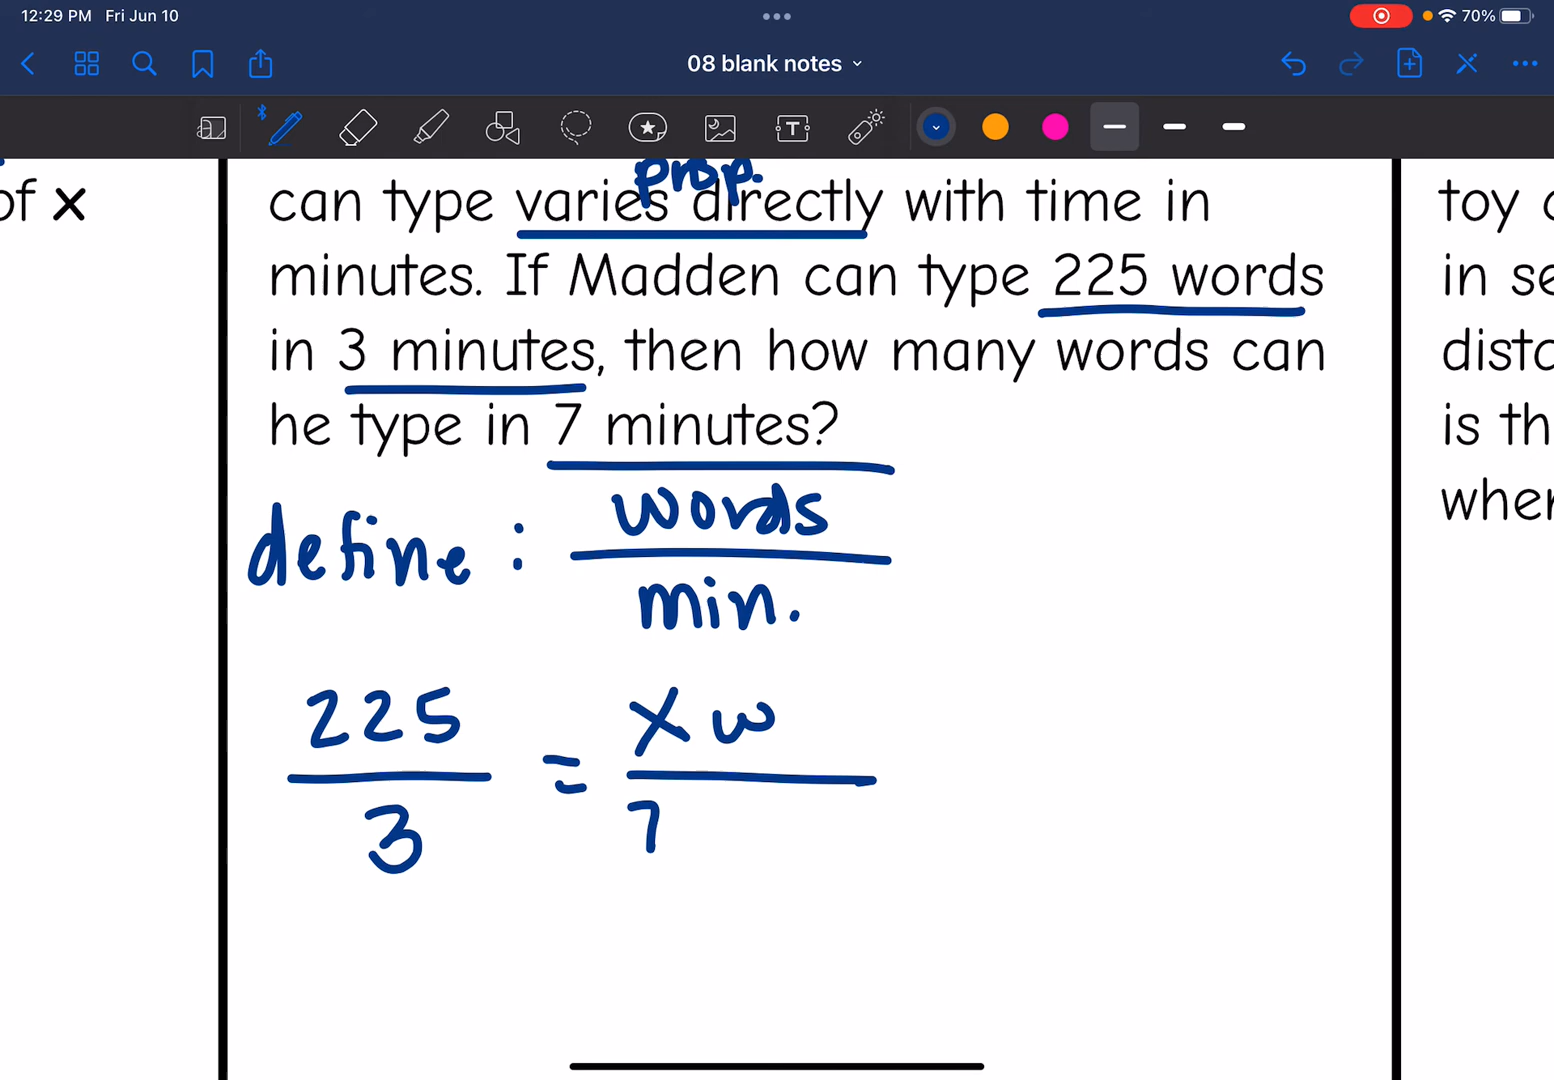 12:29 PM Fri Jun 10
70%
08 blank notes
T
prop.
of x
can type varies directly with time in
minutes. If Madden can type 225 words
in 3 minutes, then how many words can
he type in 7 minutes?
define : words
min.
225 = x w
3 7
toy
in se
dist
is th
when